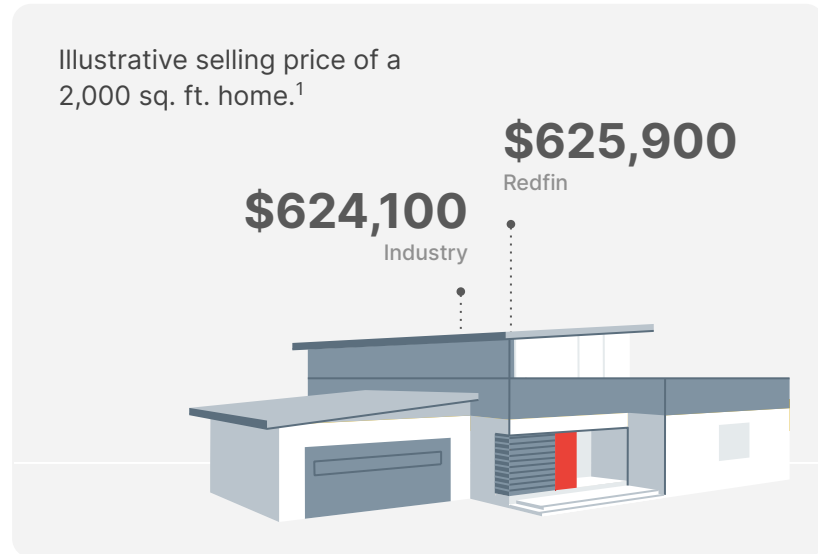 Illustrative selling price of a
2,000 sq. ft. home.¹
$625,900
Redfin
$624,100
Industry